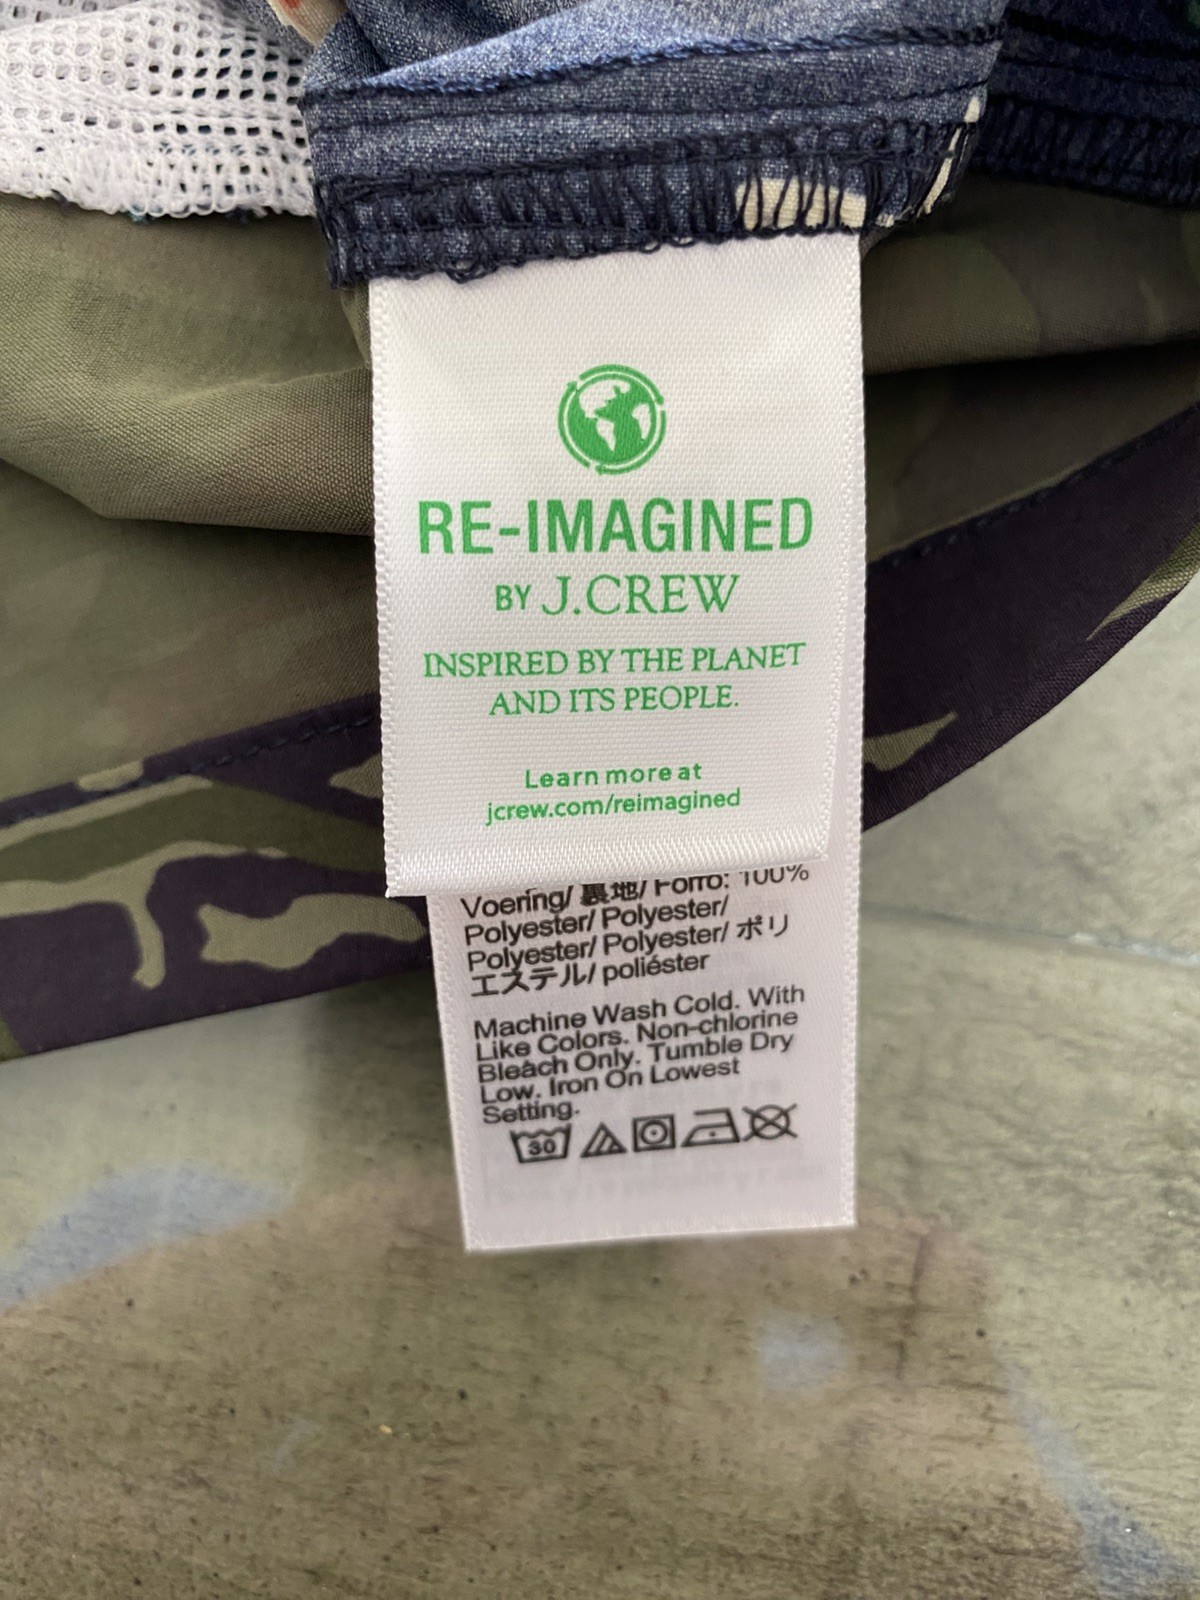 RE-IMAGINED
BY J.CREW
INSPIRED BY THE PLANET
AND ITS PEOPLE.
Learn more at
jcrew.com/reimagined
Voering/ 裏地/ Forro: 100%
Polyester/ Polyester/
Polyester/ Polyester/ ポリ
エステル/ poliéster
Machine Wash Cold. With
Like Colors. Non-chlorine
Bleach Only. Tumble Dry
Low. Iron On Lowest
Setting.
30